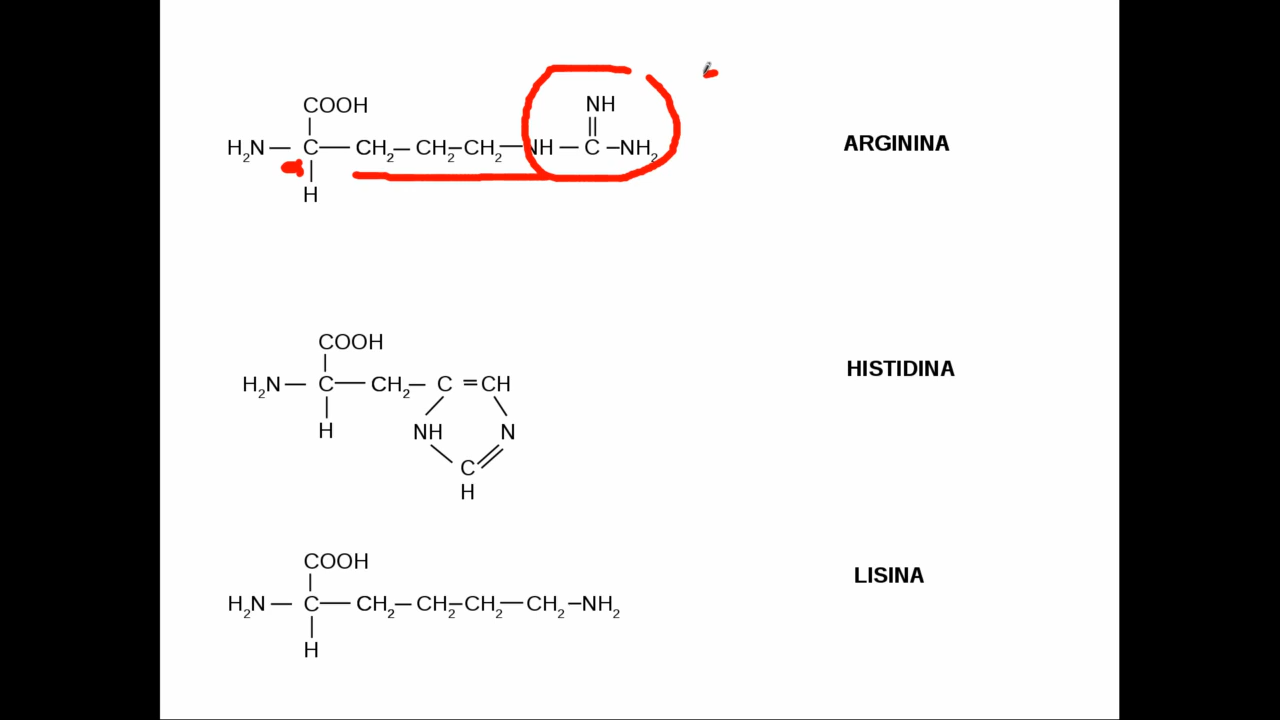 COOH NH
H₂N — C — CH₂ — CH₂ — CH₂ — NH — C — NH₂ ARGININA
H
COOH
HISTIDINA
H₂N — C — CH₂ — C = CH
H NH N
C
H
COOH
LISINA
H₂N — C — CH₂ — CH₂ — CH₂ — CH₂ — NH₂
H